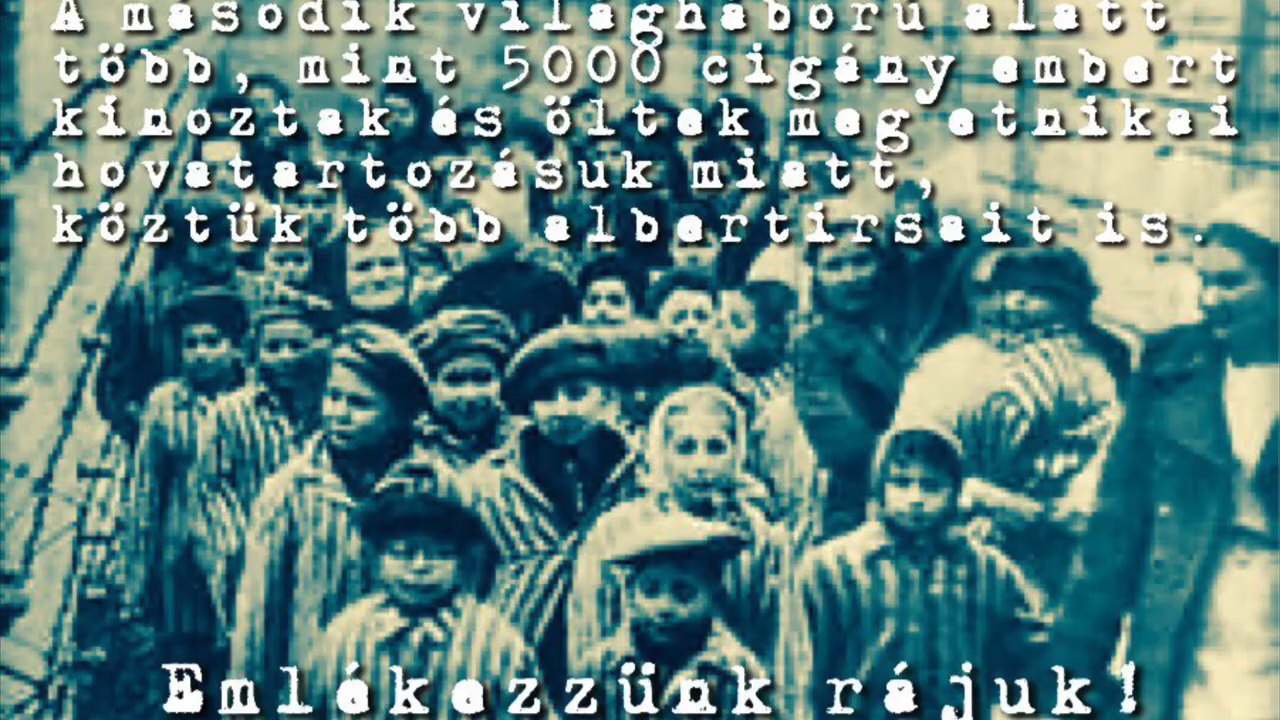 A második világháború alatt
több, mint 5000 cigány embert
kínoztak és öltek meg etnikai
hovatartozásuk miatt,
köztük több albertirsait is.
Emlékezzünk rájuk!